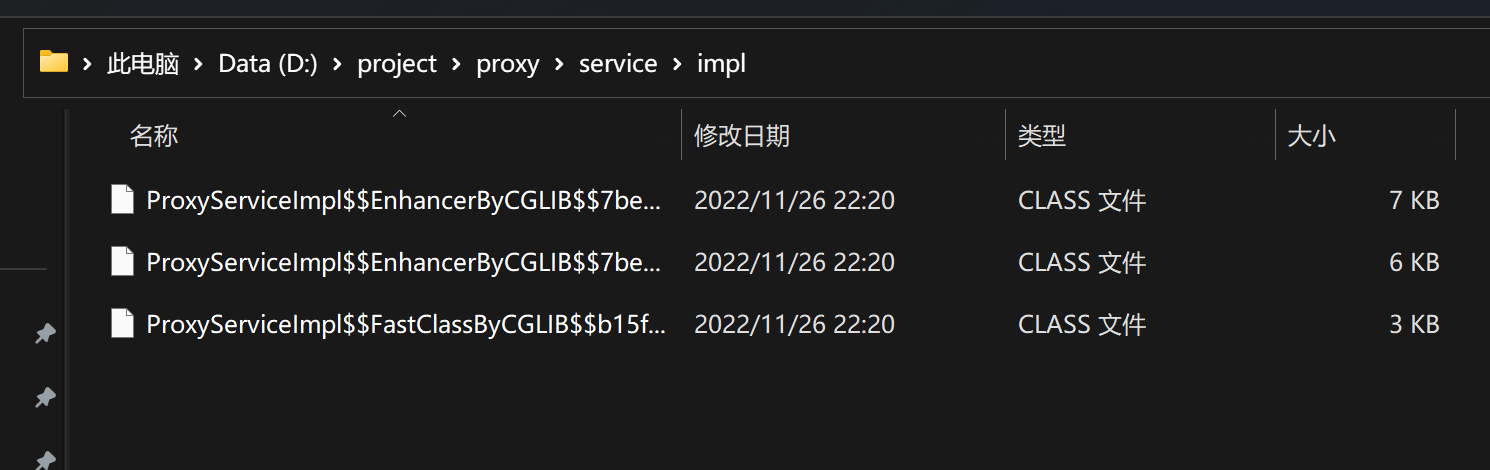 此电脑 Data (D:) project proxy service impl
名称 修改日期 类型 大小
ProxyServiceImpl$$EnhancerByCGLIB$$7be... 2022/11/26 22:20 CLASS 文件 7 KB
ProxyServiceImpl$$EnhancerByCGLIB$$7be... 2022/11/26 22:20 CLASS 文件 6 KB
ProxyServiceImpl$$FastClassByCGLIB$$b15f... 2022/11/26 22:20 CLASS 文件 3 KB